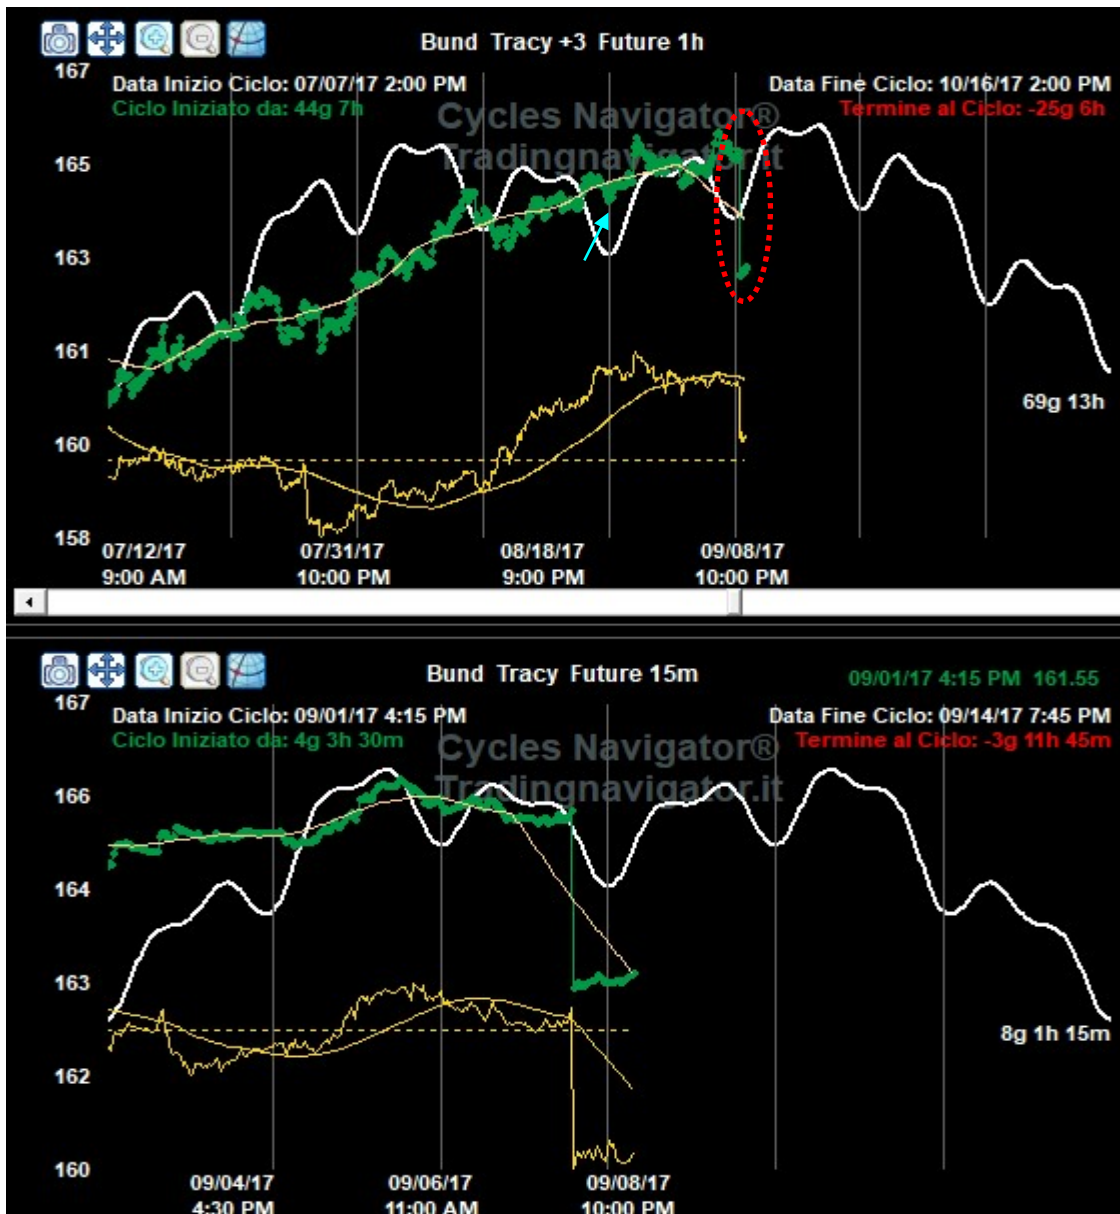 Bund Tracy +3 Future 1h
167
Data Inizio Ciclo: 07/07/17 2:00 PM
Data Fine Ciclo: 10/16/17 2:00 PM
Ciclo Iniziato da: 44g 7h
Termine al Ciclo: -25g 6h
Cycles Navigator®
Tradingnavigator.it
165
163
161
69g 13h
160
158
07/12/17 07/31/17 08/18/17 09/08/17
9:00 AM 10:00 PM 9:00 PM 10:00 PM
Bund Tracy Future 15m
09/01/17 4:15 PM 161.55
167
Data Inizio Ciclo: 09/01/17 4:15 PM
Data Fine Ciclo: 09/14/17 7:45 PM
Ciclo Iniziato da: 4g 3h 30m
Termine al Ciclo: -3g 11h 45m
Cycles Navigator®
Tradingnavigator.it
166
164
163
8g 1h 15m
162
160
09/04/17 09/06/17 09/08/17
4:30 PM 11:00 AM 10:00 PM